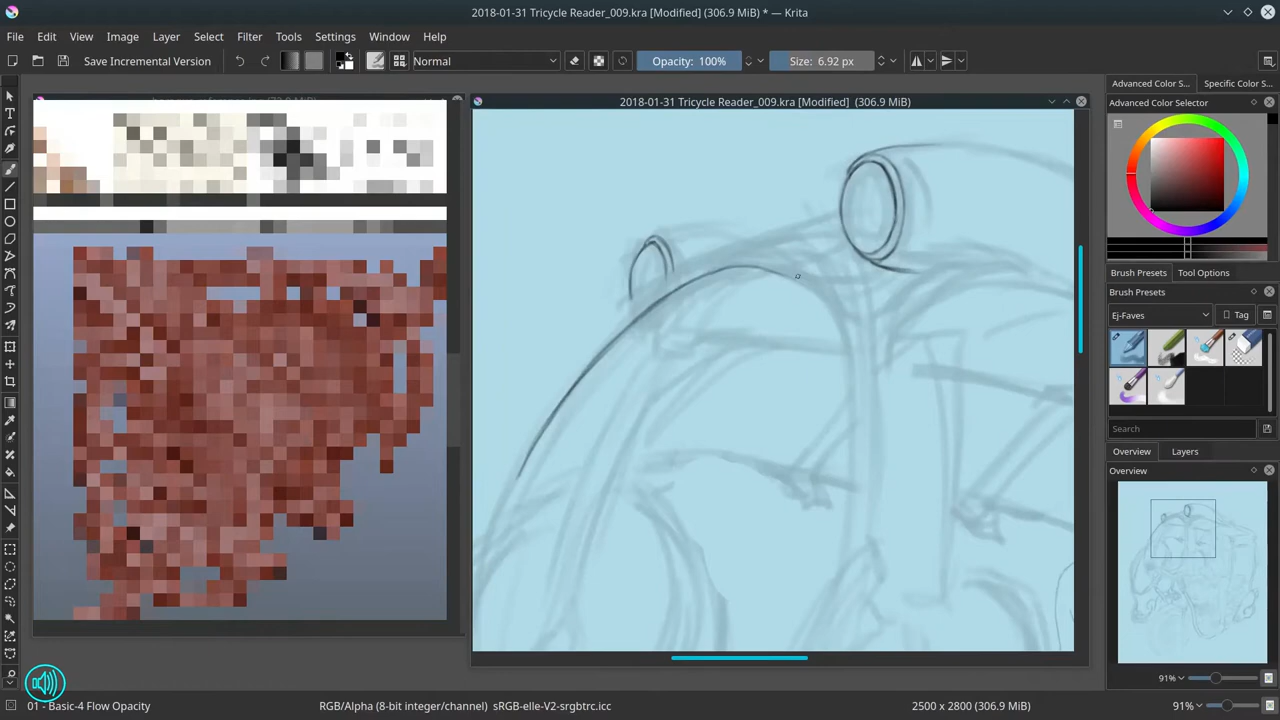 2018-01-31 Tricycle Reader_009.kra [Modified] (306.9 MiB) * — Krita
File Edit View Image Layer Select Filter Tools Settings Window Help
Save Incremental Version Normal Opacity: 100% Size: 6.92 px
Advanced Color S... Specific Color S...
2018-01-31 Tricycle Reader_009.kra [Modified] (306.9 MiB)
Advanced Color Selector
Brush Presets Tool Options
Brush Presets
Ej-Faves Tag
Search
Overview Layers
Overview
91%
01 - Basic-4 Flow Opacity RGB/Alpha (8-bit integer/channel) sRGB-elle-V2-srgbtrc.icc 2500 x 2800 (306.9 MiB) 91%